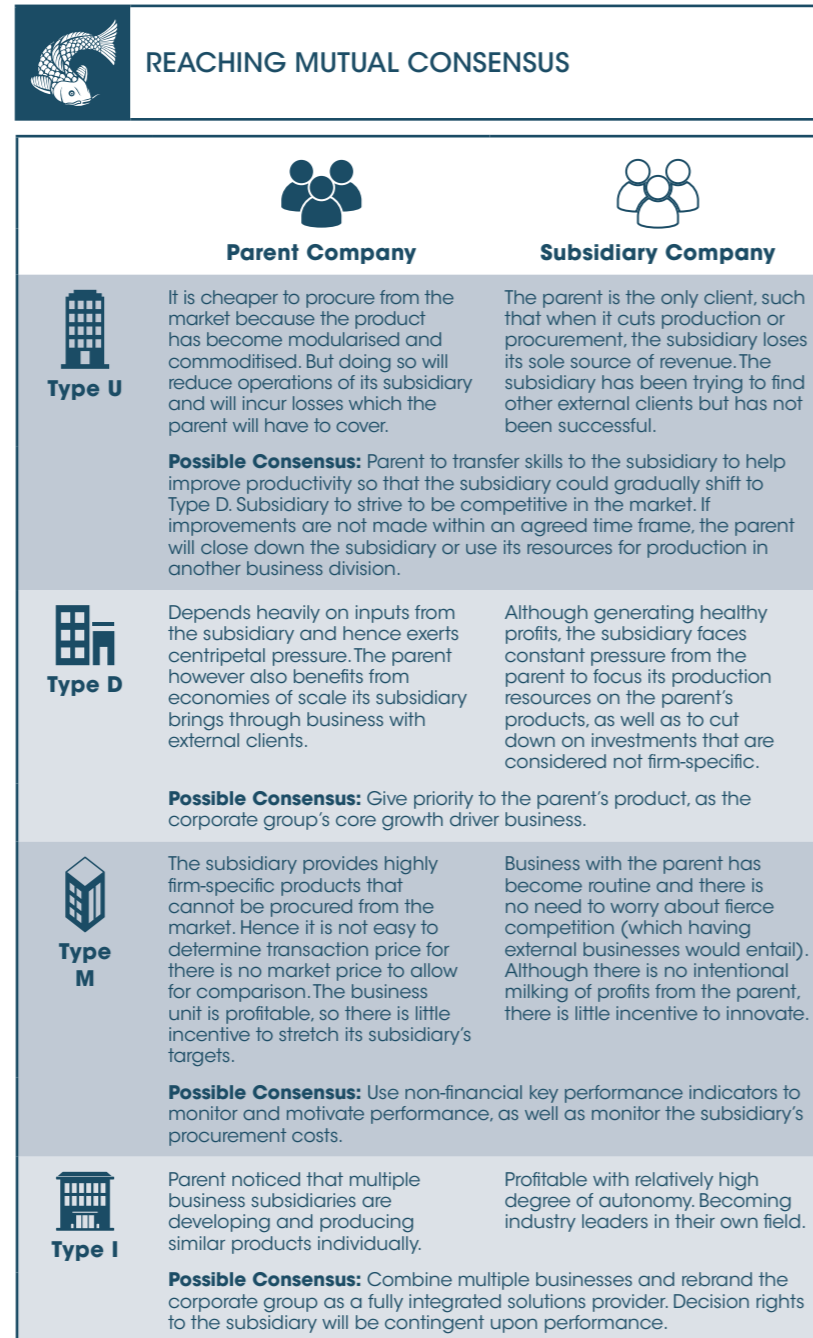 REACHING MUTUAL CONSENSUS
Parent Company
Subsidiary Company
Type U
It is cheaper to procure from the
market because the product
has become modularised and
commoditised. But doing so will
reduce operations of its subsidiary
and will incur losses which the
parent will have to cover.
The parent is the only client, such
that when it cuts production or
procurement, the subsidiary loses
its sole source of revenue. The
subsidiary has been trying to find
other external clients but has not
been successful.
Possible Consensus: Parent to transfer skills to the subsidiary to help
improve productivity so that the subsidiary could gradually shift to
Type D. Subsidiary to strive to be competitive in the market. If
improvements are not made within an agreed time frame, the parent
will close down the subsidiary or use its resources for production in
another business division.
Type D
Depends heavily on inputs from
the subsidiary and hence exerts
centripetal pressure. The parent
however also benefits from
economies of scale its subsidiary
brings through business with
external clients.
Although generating healthy
profits, the subsidiary faces
constant pressure from the
parent to focus its production
resources on the parent's
products, as well as to cut
down on investments that are
considered not firm-specific.
Possible Consensus: Give priority to the parent's product, as the
corporate group's core growth driver business.
Type
M
The subsidiary provides highly
firm-specific products that
cannot be procured from the
market. Hence it is not easy to
determine transaction price for
there is no market price to allow
for comparison. The business
unit is profitable, so there is little
incentive to stretch its subsidiary's
targets.
Business with the parent has
become routine and there is
no need to worry about fierce
competition (which having
external businesses would entail).
Although there is no intentional
milking of profits from the parent,
there is little incentive to innovate.
Possible Consensus: Use non-financial key performance indicators to
monitor and motivate performance, as well as monitor the subsidiary's
procurement costs.
Type I
Parent noticed that multiple
business subsidiaries are
developing and producing
similar products individually.
Profitable with relatively high
degree of autonomy. Becoming
industry leaders in their own field.
Possible Consensus: Combine multiple businesses and rebrand the
corporate group as a fully integrated solutions provider. Decision rights
to the subsidiary will be contingent upon performance.